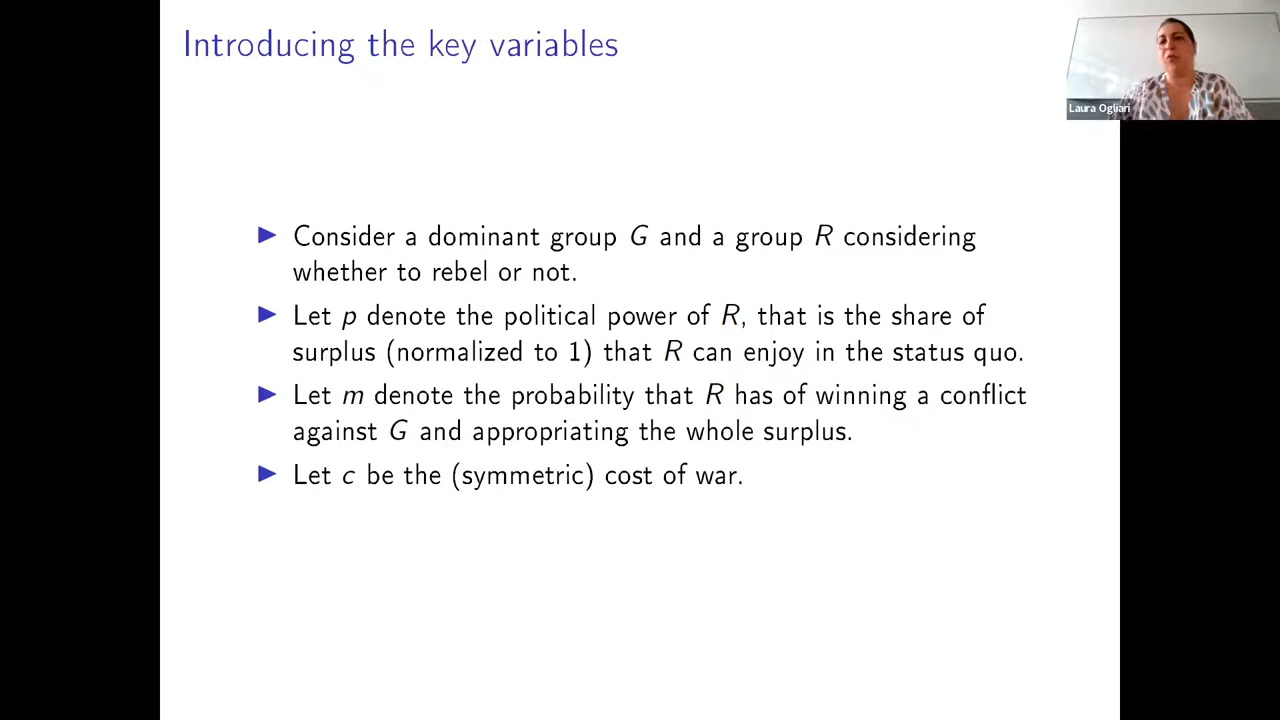 Introducing the key variables
Laura Ogliari
▶ Consider a dominant group G and a group R considering
whether to rebel or not.
▶ Let p denote the political power of R, that is the share of
surplus (normalized to 1) that R can enjoy in the status quo.
▶ Let m denote the probability that R has of winning a conflict
against G and appropriating the whole surplus.
▶ Let c be the (symmetric) cost of war.